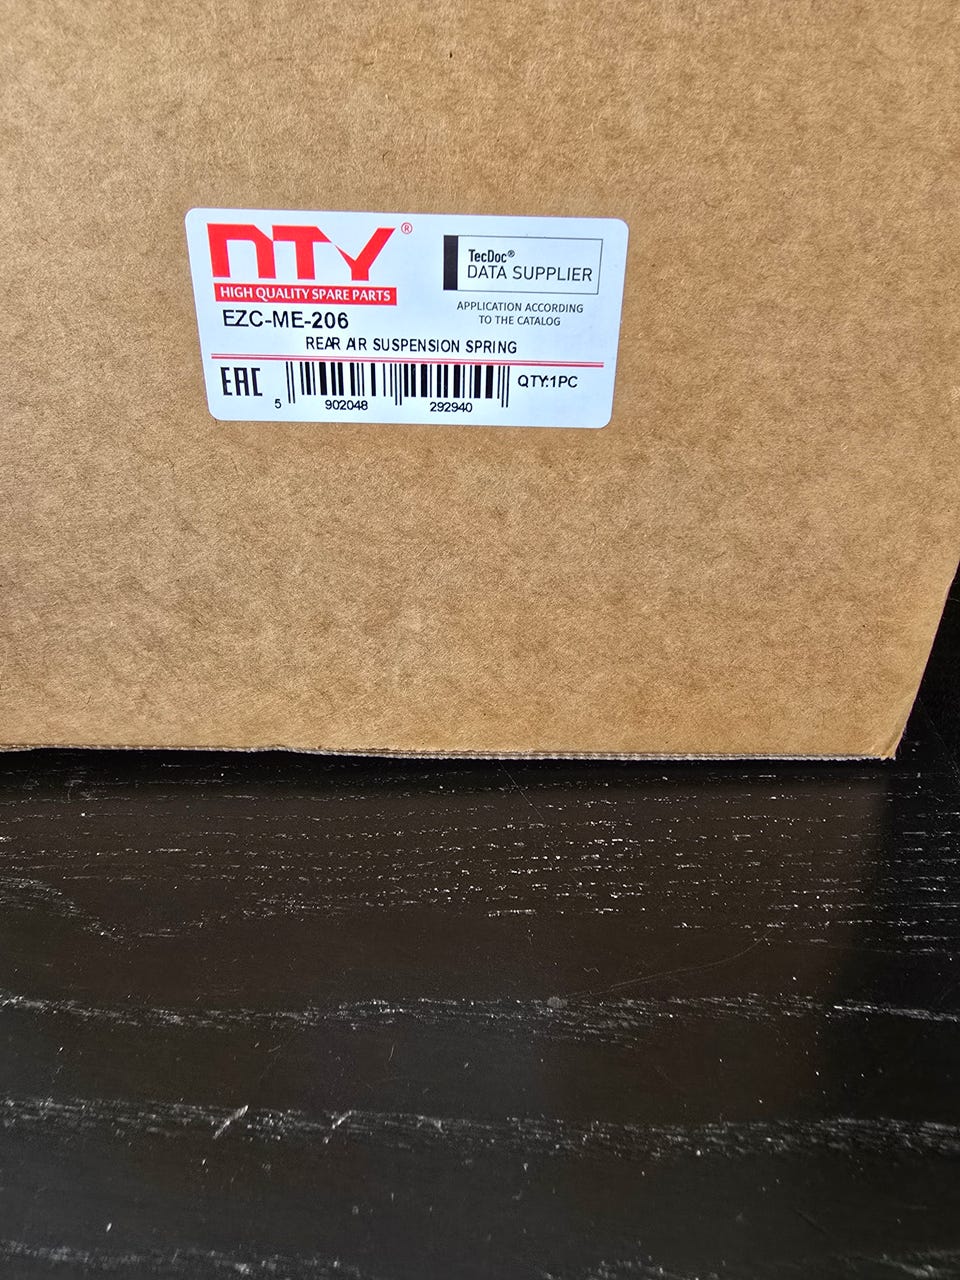 NTY®
HIGH QUALITY SPARE PARTS
TecDoc®
DATA SUPPLIER
APPLICATION ACCORDING
TO THE CATALOG
EZC-ME-206
REAR AIR SUSPENSION SPRING
EAC
QTY:1PC
5 902048 292940